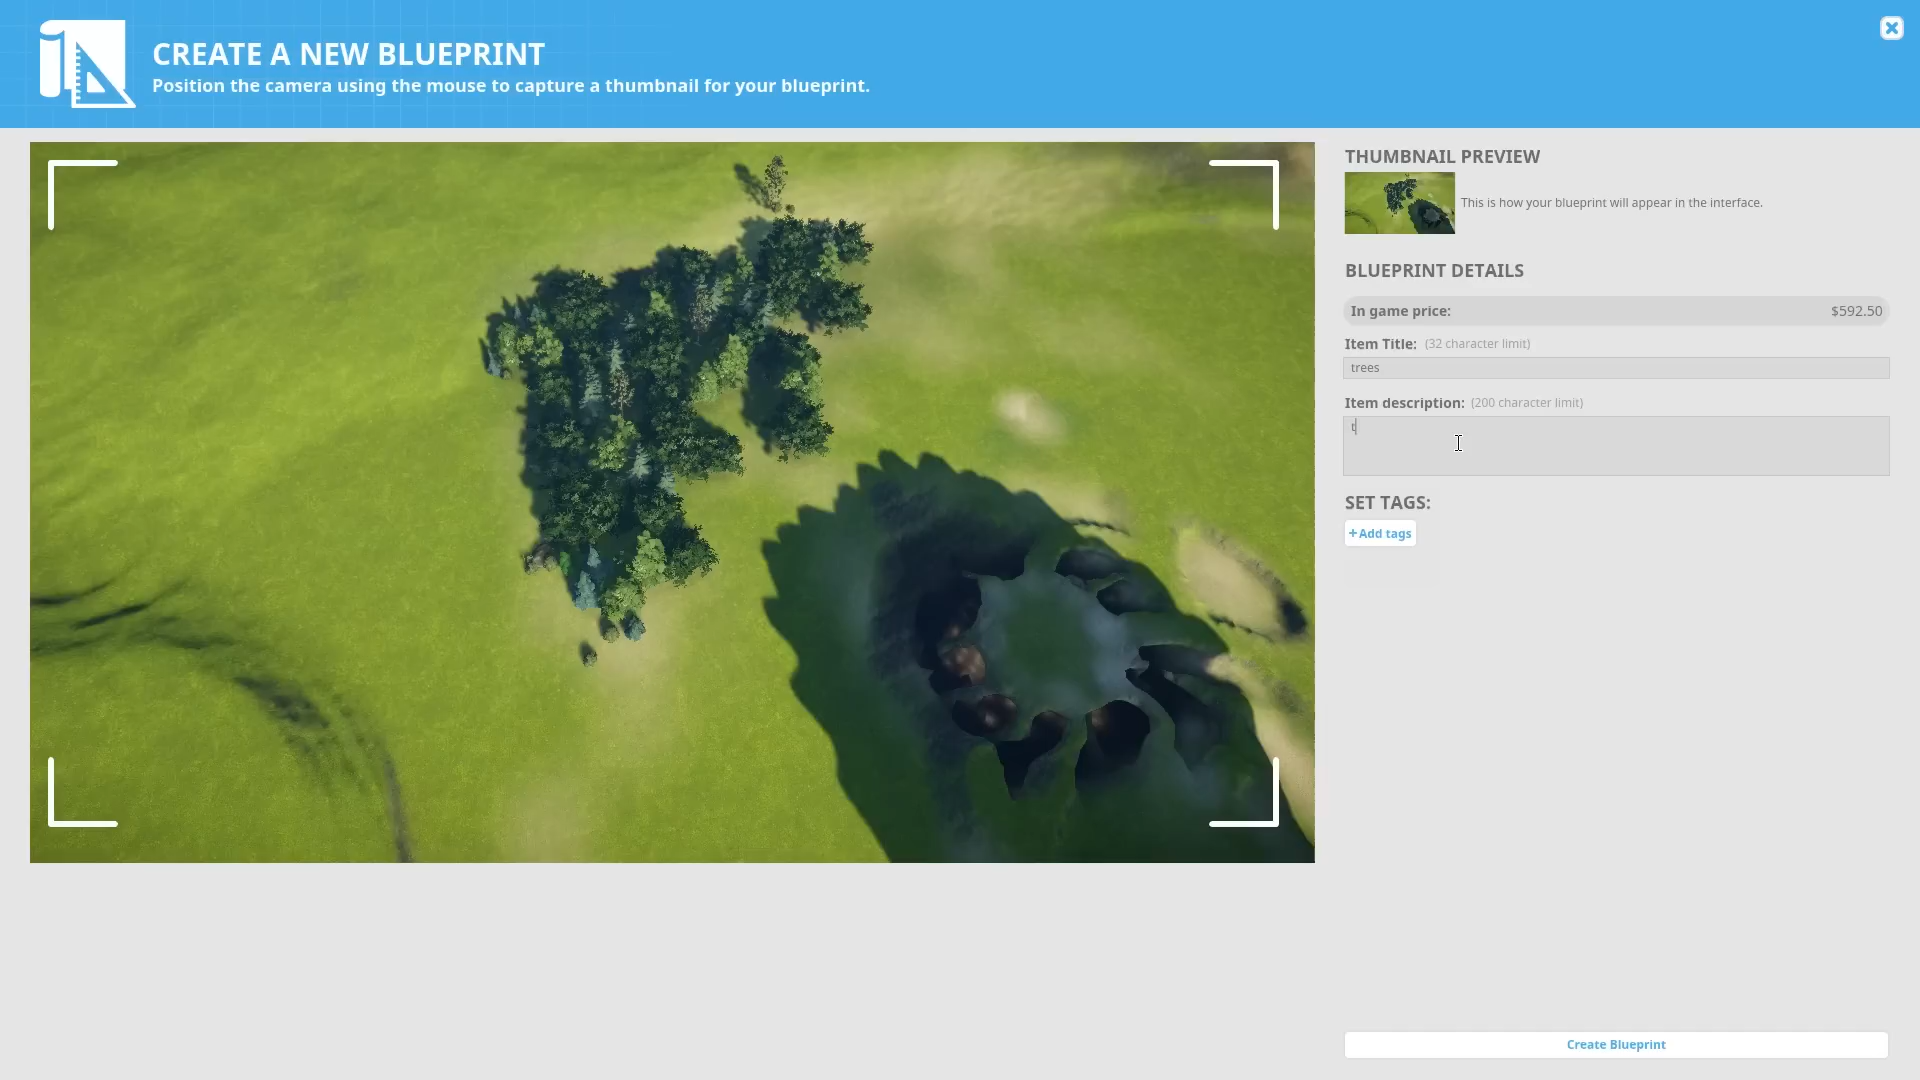 CREATE A NEW BLUEPRINT
Position the camera using the mouse to capture a thumbnail for your blueprint.
THUMBNAIL PREVIEW
This is how your blueprint will appear in the interface.
BLUEPRINT DETAILS
In game price: $592.50
Item Title: (32 character limit)
trees
Item description: (200 character limit)
t
SET TAGS:
+Add tags
Create Blueprint